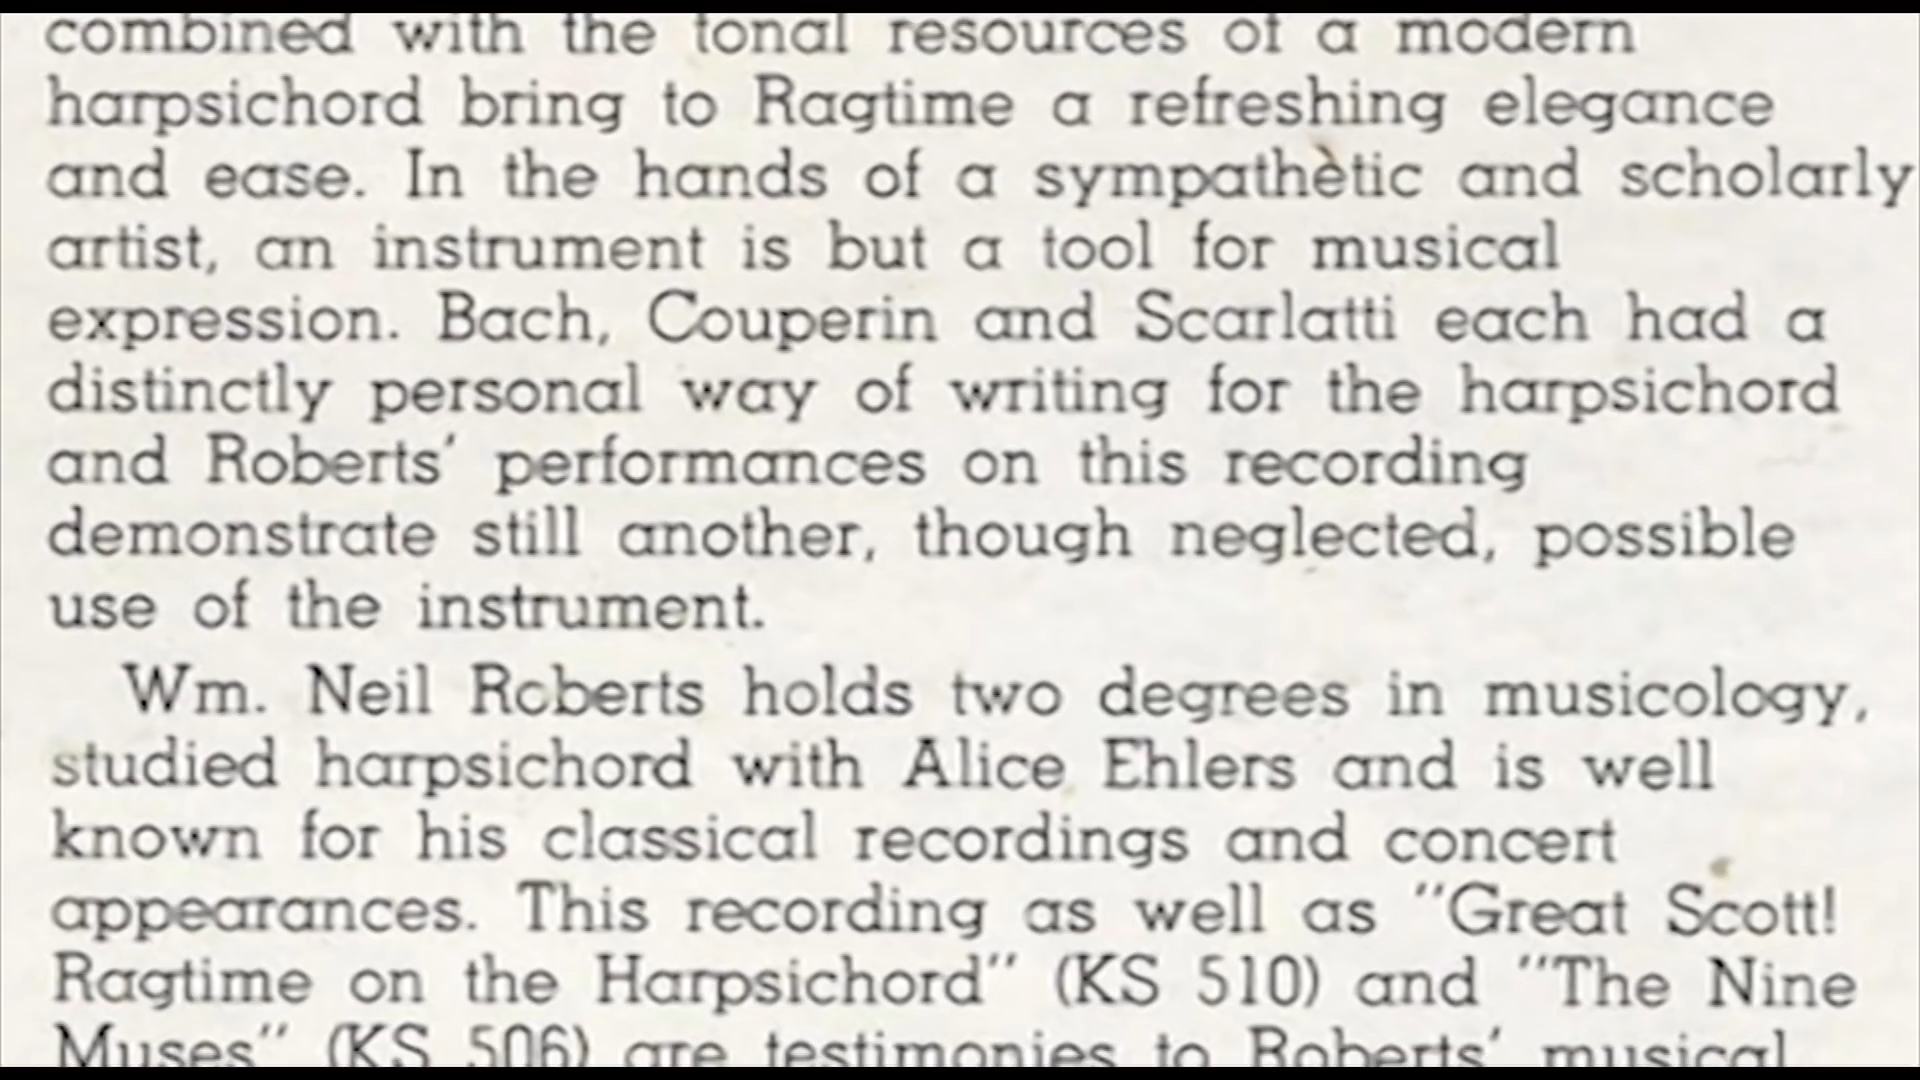 combined with the tonal resources of a modern
harpsichord bring to Ragtime a refreshing elegance
and ease. In the hands of a sympathetic and scholarly
artist, an instrument is but a tool for musical
expression. Bach, Couperin and Scarlatti each had a
distinctly personal way of writing for the harpsichord
and Roberts' performances on this recording
demonstrate still another, though neglected, possible
use of the instrument.
Wm. Neil Roberts holds two degrees in musicology,
studied harpsichord with Alice Ehlers and is well
known for his classical recordings and concert
appearances. This recording as well as "Great Scott!
Ragtime on the Harpsichord" (KS 510) and "The Nine
Muses" (KS 506) are testimonies to Roberts' musical